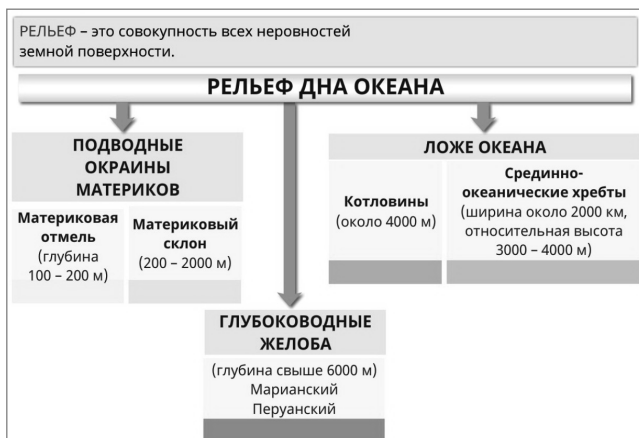 РЕЛЬЕФ – это совокупность всех неровностей
земной поверхности.
РЕЛЬЕФ ДНА ОКЕАНА
ПОДВОДНЫЕ
ОКРАИНЫ
МАТЕРИКОВ
Материковая
отмель
(глубина
100 – 200 м)
Материковый
склон
(200 – 2000 м)
ГЛУБОКОВОДНЫЕ
ЖЕЛОБА
(глубина свыше 6000 м)
Марианский
Перуанский
ЛОЖЕ ОКЕАНА
Котловины
(около 4000 м)
Срединно-
океанические хребты
(ширина около 2000 км,
относительная высота
3000 – 4000 м)